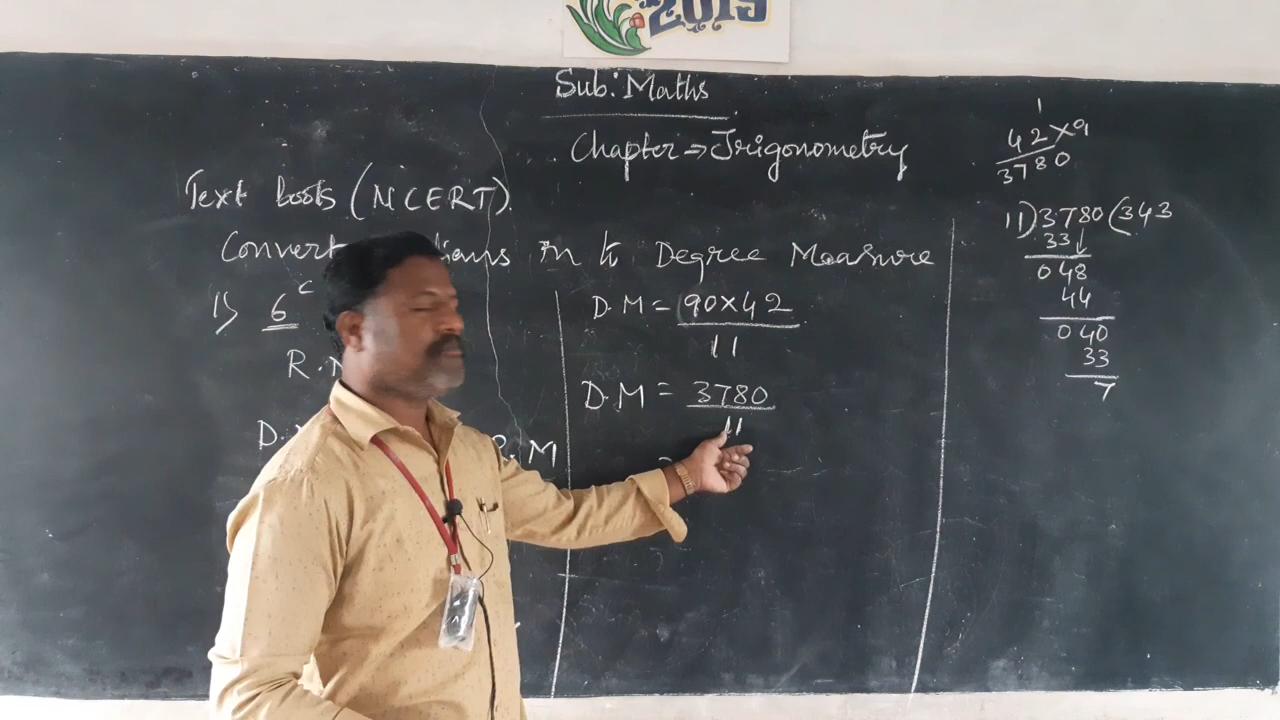 2019
Sub: Maths
Chapter ⇒ Trigonometry
Text books (NCERT).
Convert in to Degree Measure
1) 6ᶜ
R.
D.
R.M
D.M = 90×42
11
D.M = 3780
11
1
42×9
3780
11)3780(343
33↓
048
44
040
33
7